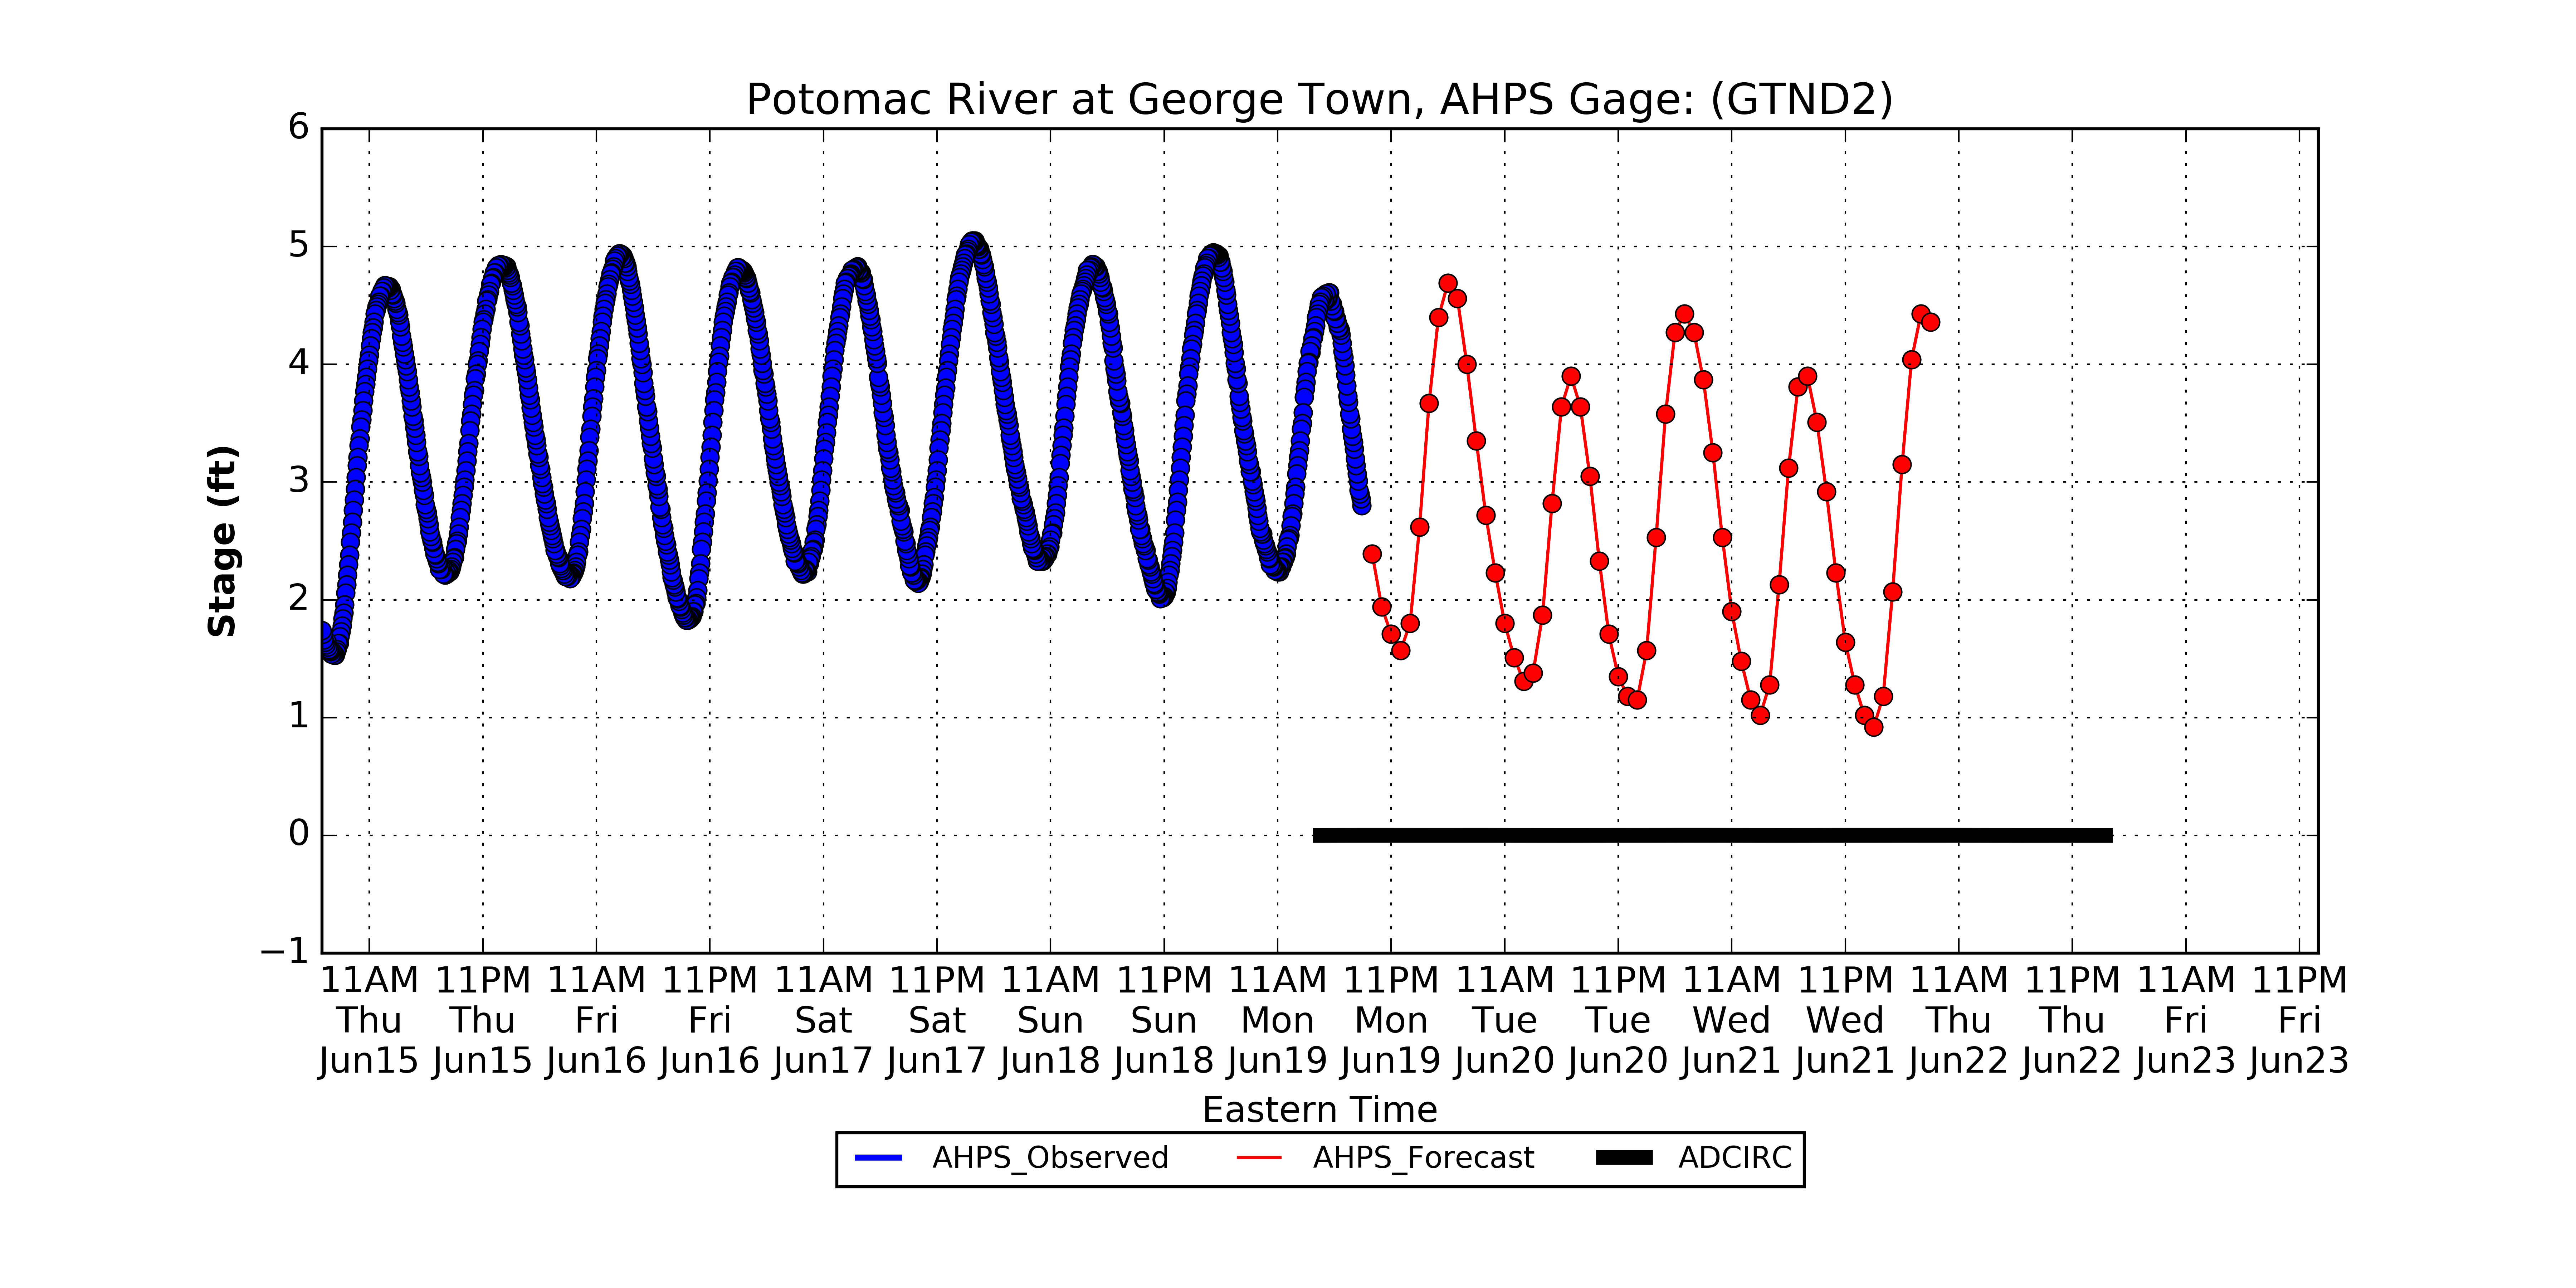 Potomac River at George Town, AHPS Gage: (GTND2)
6
5
4
3
2
1
0
−1
Stage (ft)
11AM 11PM 11AM 11PM 11AM 11PM 11AM 11PM 11AM 11PM 11AM 11PM 11AM 11PM 11AM 11PM 11AM 11PM
Thu Thu Fri Fri Sat Sat Sun Sun Mon Mon Tue Tue Wed Wed Thu Thu Fri Fri
Jun15 Jun15 Jun16 Jun16 Jun17 Jun17 Jun18 Jun18 Jun19 Jun19 Jun20 Jun20 Jun21 Jun21 Jun22 Jun22 Jun23 Jun23
Eastern Time
AHPS_Observed AHPS_Forecast ADCIRC